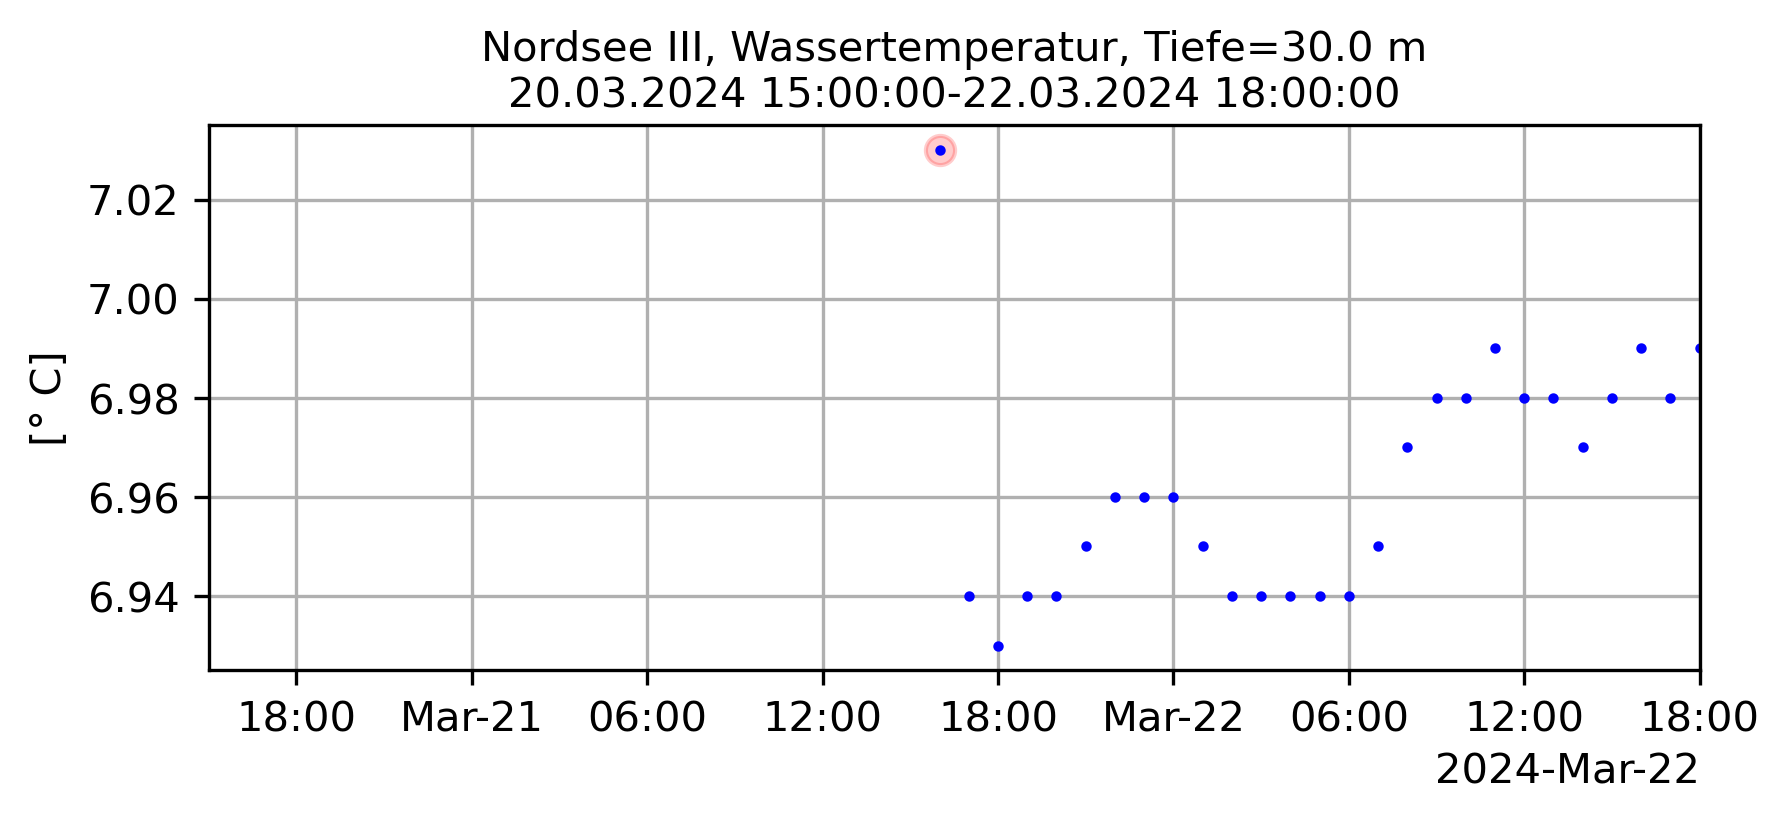 Nordsee III, Wassertemperatur, Tiefe=30.0 m
20.03.2024 15:00:00-22.03.2024 18:00:00
7.02
7.00
6.98
6.96
6.94
[° C]
18:00 Mar-21 06:00 12:00 18:00 Mar-22 06:00 12:00 18:00
2024-Mar-22